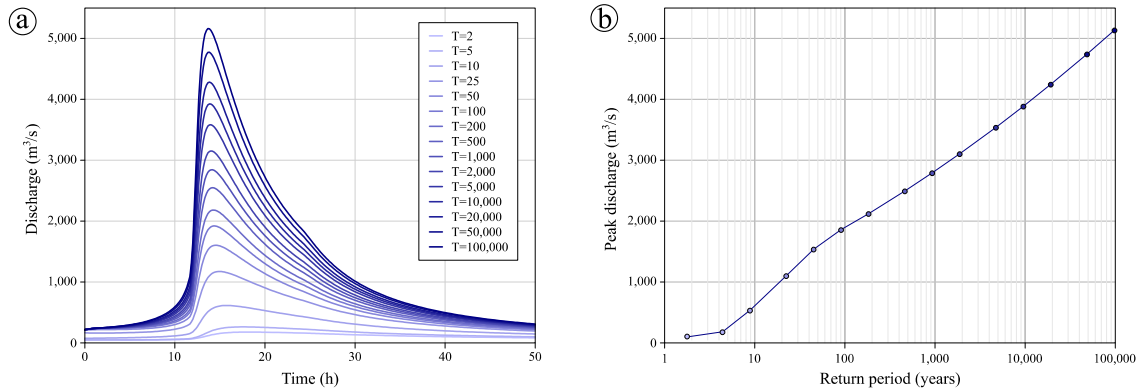 a
Discharge (m³/s)
5,000
4,000
3,000
2,000
1,000
0
0 10 20 30 40 50
Time (h)
T=2
T=5
T=10
T=25
T=50
T=100
T=200
T=500
T=1,000
T=2,000
T=5,000
T=10,000
T=20,000
T=50,000
T=100,000
b
Peak discharge (m³/s)
5,000
4,000
3,000
2,000
1,000
0
1 10 100 1,000 10,000 100,000
Return period (years)